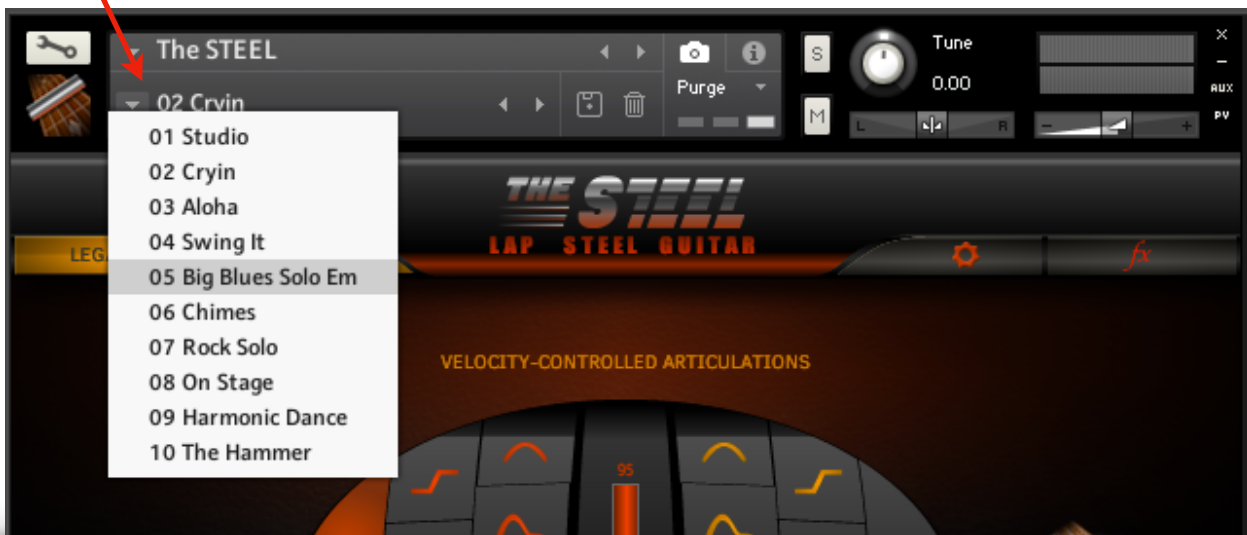 The STEEL
S
Tune
0.00
×
–
AUX
PV
02 Cryin
Purge
M
L
R
-
+
01 Studio
02 Cryin
03 Aloha
04 Swing It
05 Big Blues Solo Em
06 Chimes
07 Rock Solo
08 On Stage
09 Harmonic Dance
10 The Hammer
THE STEEL
LAP STEEL GUITAR
LEG
fx
VELOCITY-CONTROLLED ARTICULATIONS
95